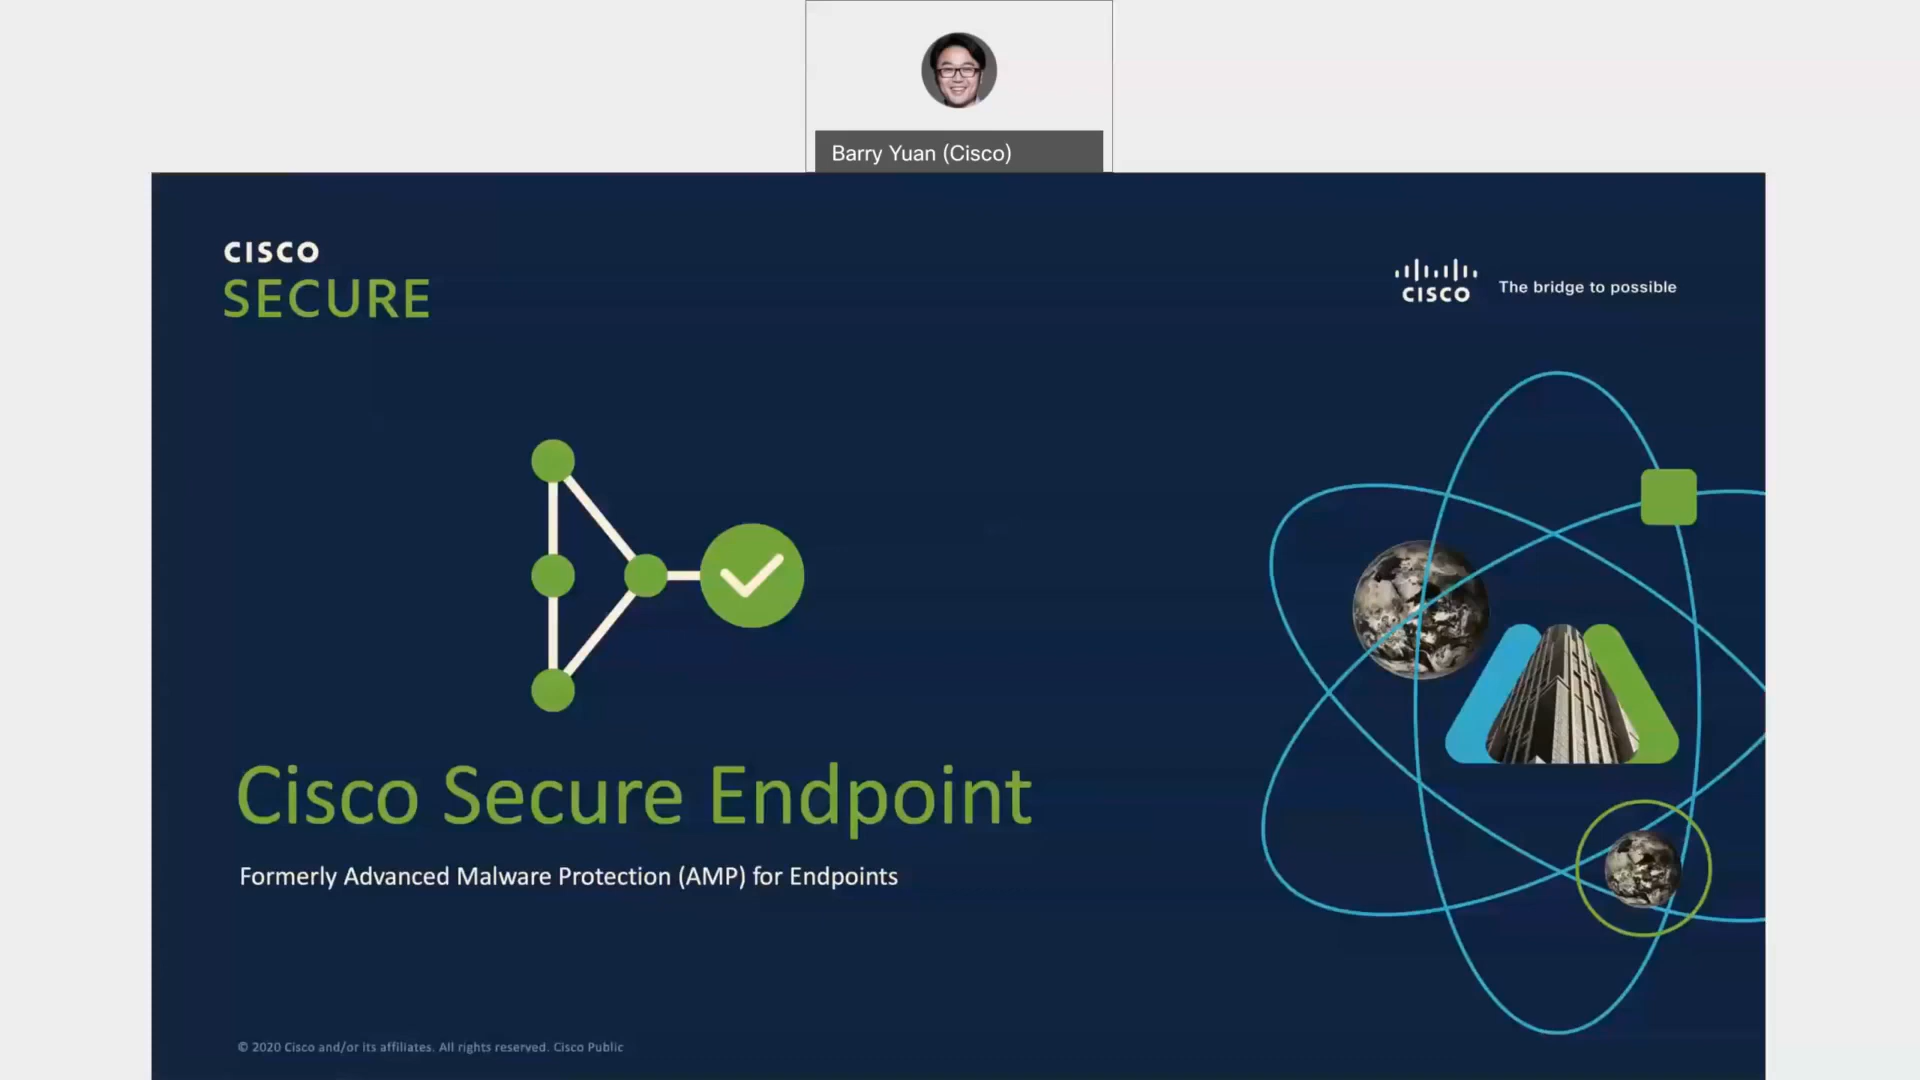 Barry Yuan (Cisco)
CISCO
SECURE
CISCO
The bridge to possible
Cisco Secure Endpoint
Formerly Advanced Malware Protection (AMP) for Endpoints
© 2020 Cisco and/or its affiliates. All rights reserved. Cisco Public